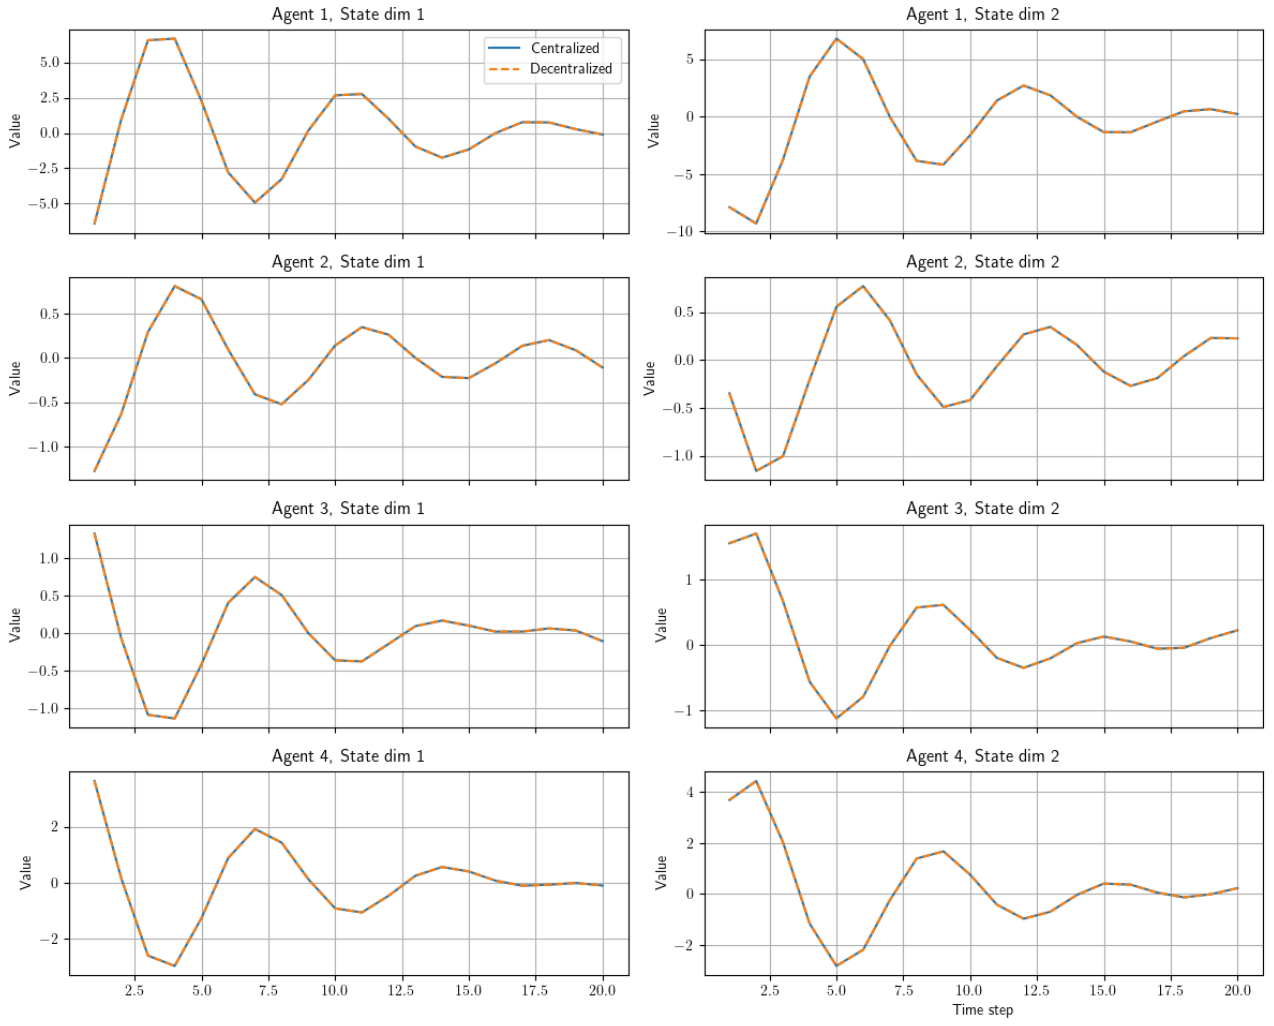 Agent 1, State dim 1
Value
5.0
2.5
0.0
−2.5
−5.0
Centralized
Decentralized
Agent 1, State dim 2
Value
5
0
−5
−10
Agent 2, State dim 1
Value
0.5
0.0
−0.5
−1.0
Agent 2, State dim 2
Value
0.5
0.0
−0.5
−1.0
Agent 3, State dim 1
Value
1.0
0.5
0.0
−0.5
−1.0
Agent 3, State dim 2
Value
1
0
−1
Agent 4, State dim 1
Value
2
0
−2
2.5 5.0 7.5 10.0 12.5 15.0 17.5 20.0
Agent 4, State dim 2
Value
4
2
0
−2
2.5 5.0 7.5 10.0 12.5 15.0 17.5 20.0
Time step